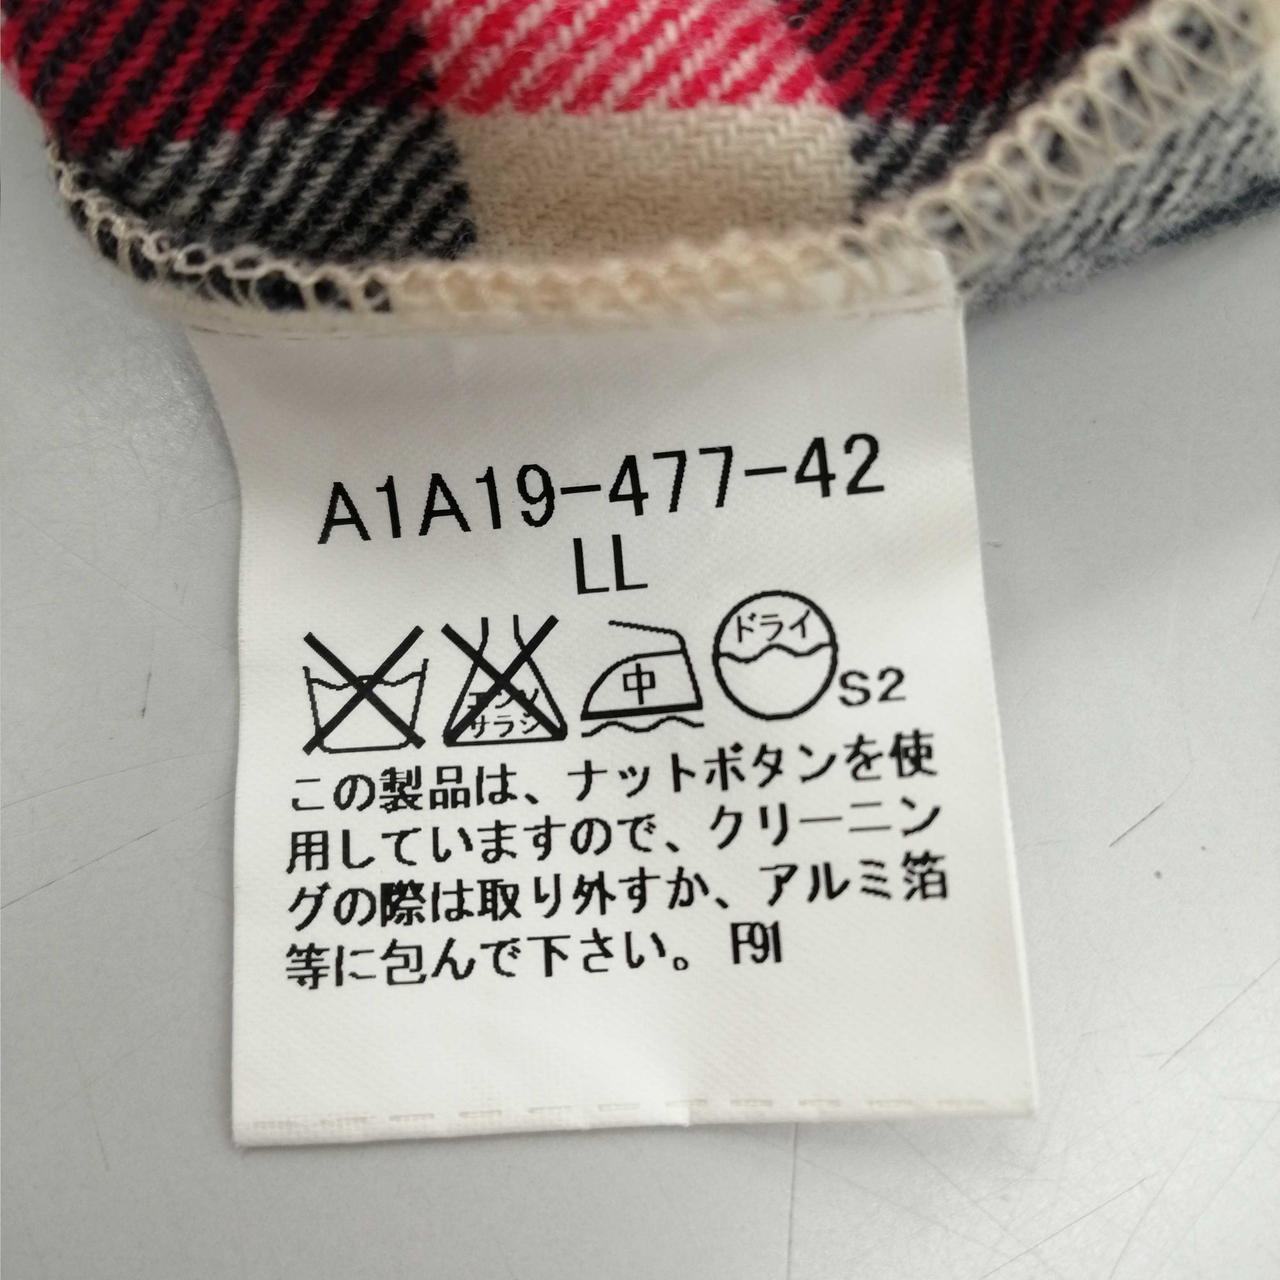 A1A19-477-42
LL
エンソ
サラシ
中
ドライ
S2
この製品は、ナットボタンを使
用していますので、クリーニン
グの際は取り外すか、アルミ箔
等に包んで下さい。F91